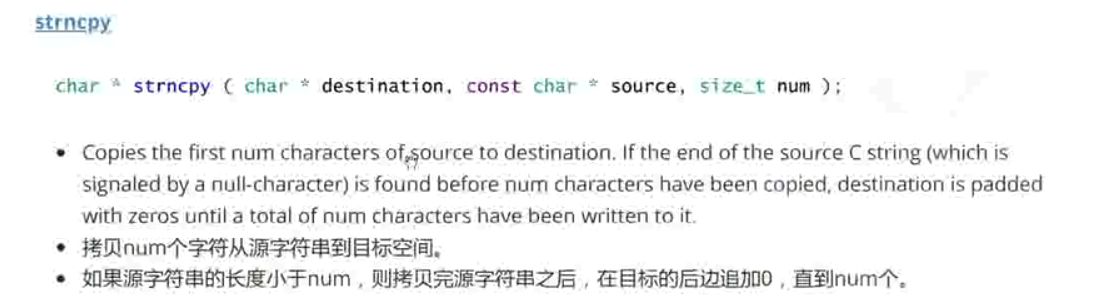 strncpy
char * strncpy ( char * destination, const char * source, size_t num );
• Copies the first num characters of source to destination. If the end of the source C string (which is
signaled by a null-character) is found before num characters have been copied, destination is padded
with zeros until a total of num characters have been written to it.
• 拷贝num个字符从源字符串到目标空间。
• 如果源字符串的长度小于num，则拷贝完源字符串之后，在目标的后边追加0，直到num个。